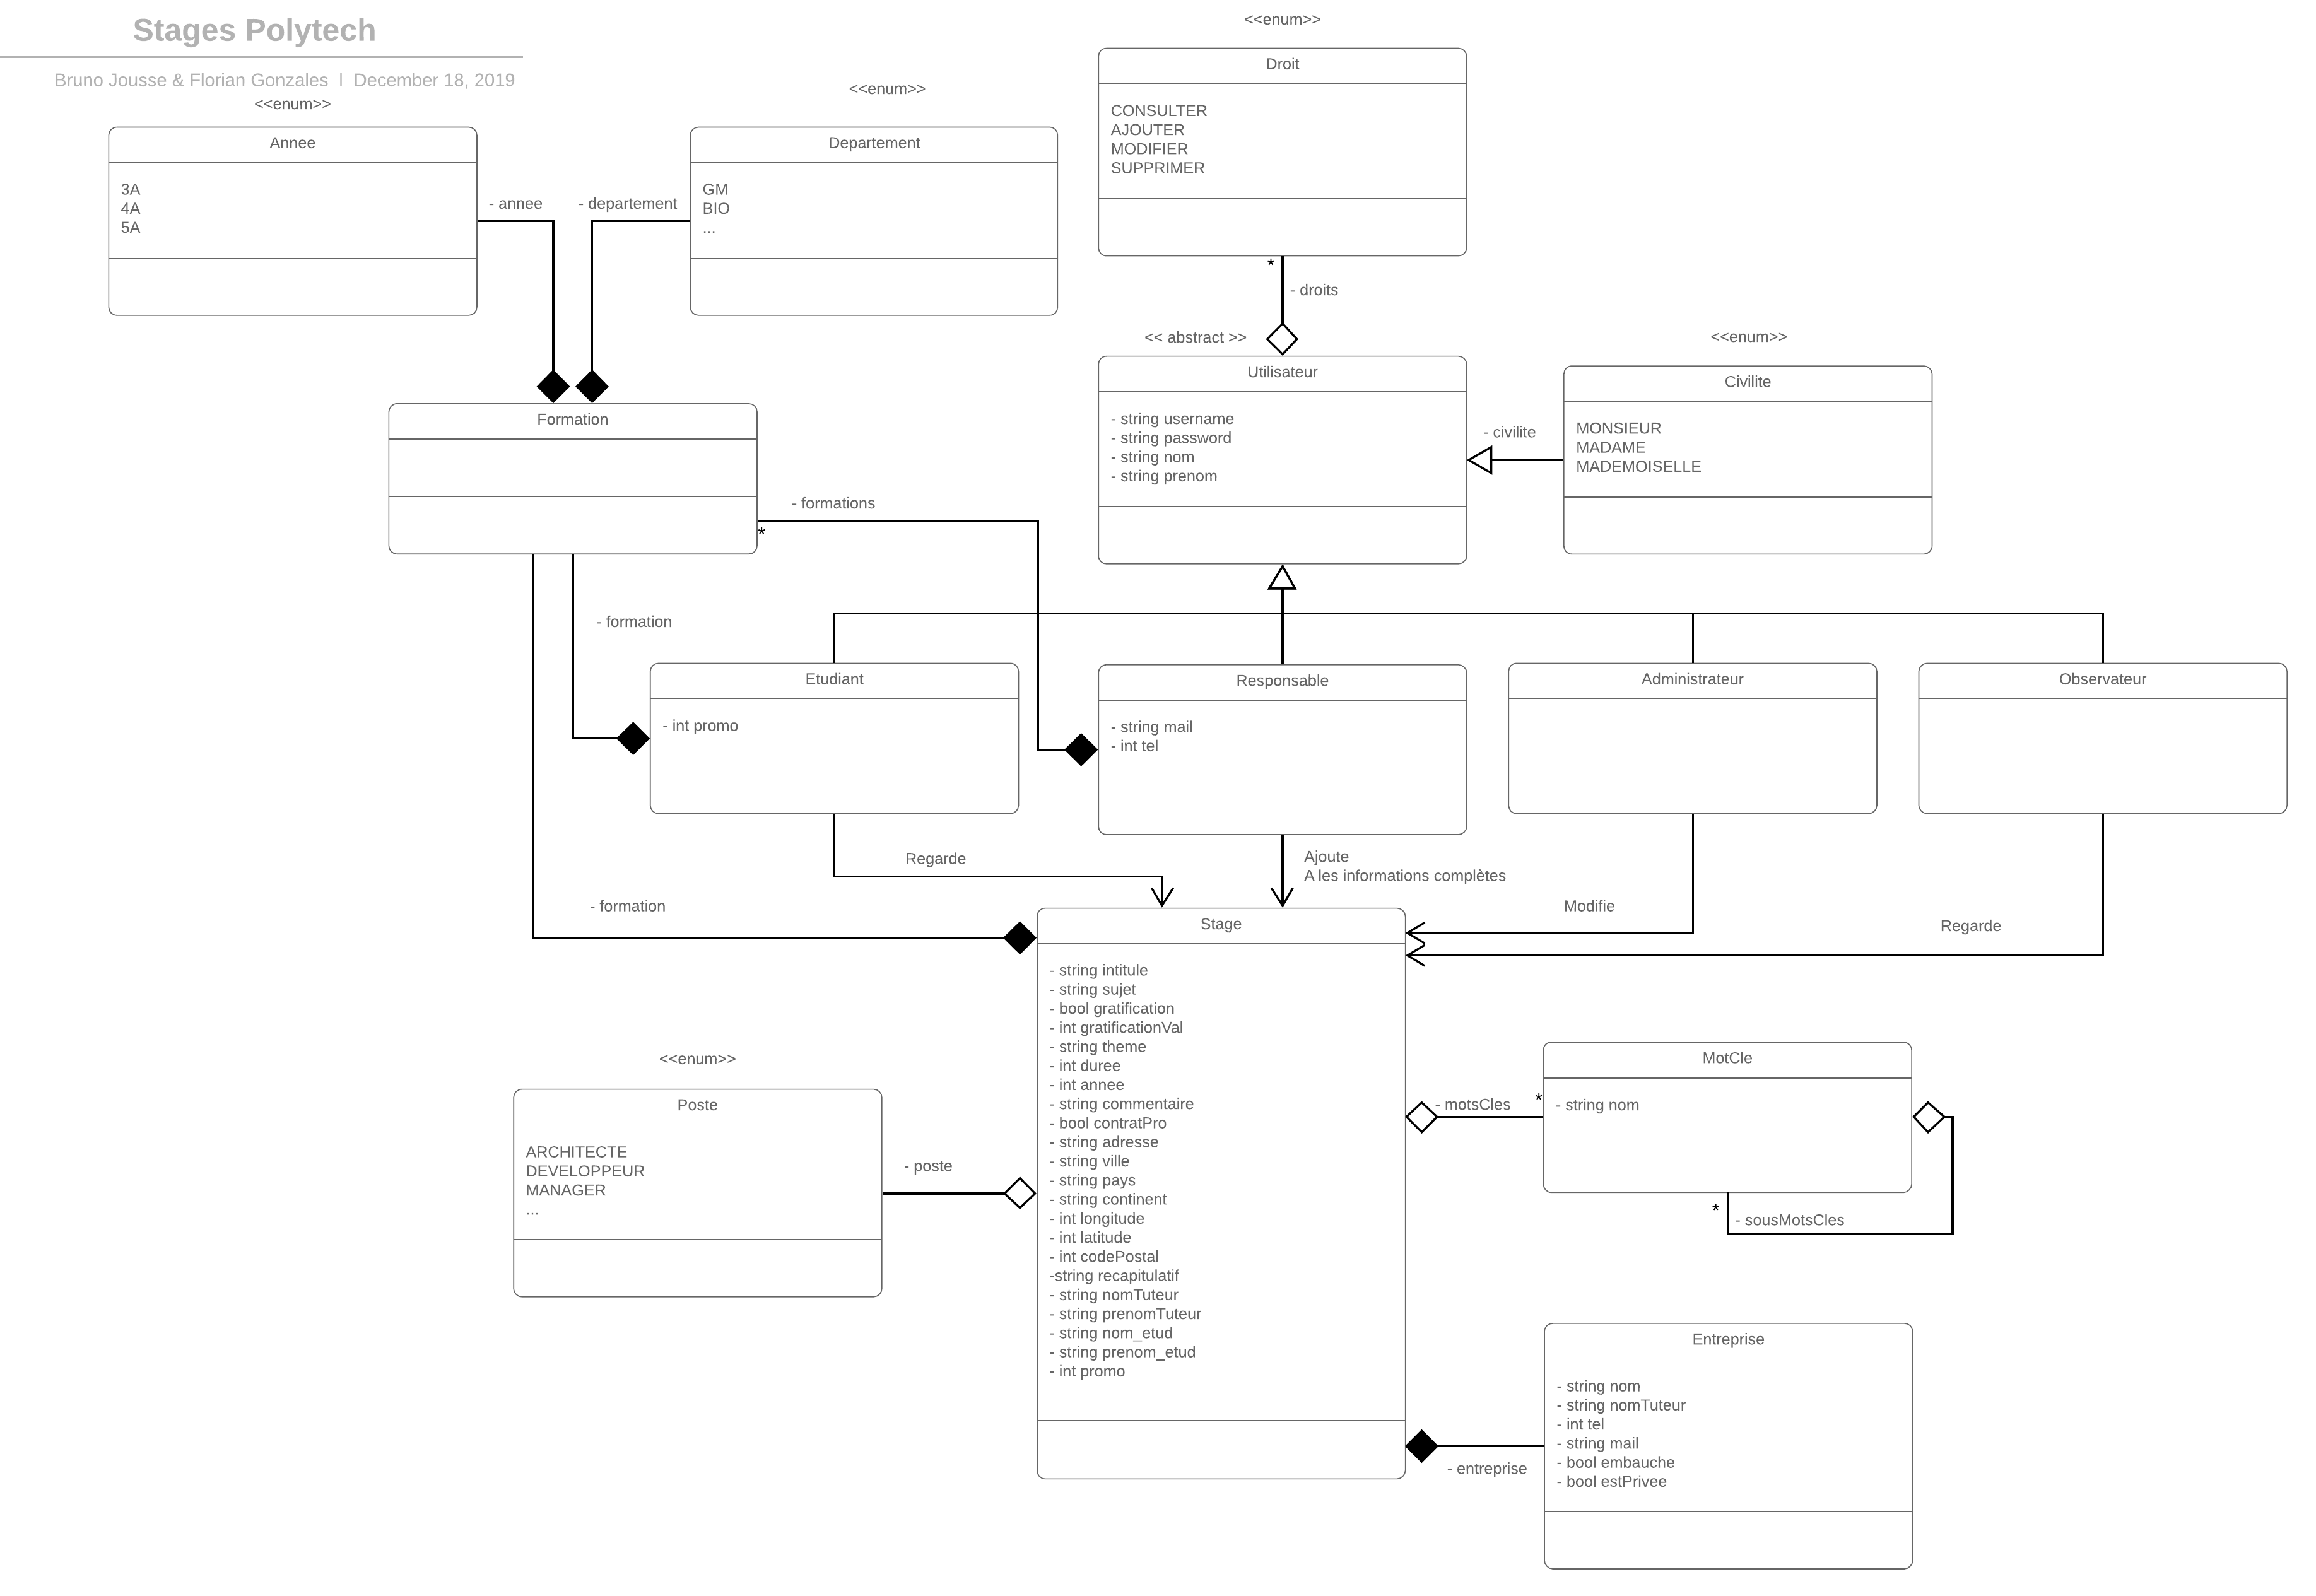 Stages Polytech
Bruno Jousse & Florian Gonzales | December 18, 2019
<<enum>>
Annee
3A
4A
5A
- annee
<<enum>>
Departement
GM
BIO
...
- departement
<<enum>>
Droit
CONSULTER
AJOUTER
MODIFIER
SUPPRIMER
*
- droits
<< abstract >>
Utilisateur
- string username
- string password
- string nom
- string prenom
- civilite
<<enum>>
Civilite
MONSIEUR
MADAME
MADEMOISELLE
Formation
- formations
*
- formation
Etudiant
- int promo
Responsable
- string mail
- int tel
Administrateur
Observateur
Regarde
Ajoute
A les informations complètes
Modifie
Regarde
- formation
Stage
- string intitule
- string sujet
- bool gratification
- int gratificationVal
- string theme
- int duree
- int annee
- string commentaire
- bool contratPro
- string adresse
- string ville
- string pays
- string continent
- int longitude
- int latitude
- int codePostal
-string recapitulatif
- string nomTuteur
- string prenomTuteur
- string nom_etud
- string prenom_etud
- int promo
<<enum>>
Poste
ARCHITECTE
DEVELOPPEUR
MANAGER
...
- poste
- motsCles
*
MotCle
- string nom
*
- sousMotsCles
Entreprise
- string nom
- string nomTuteur
- int tel
- string mail
- bool embauche
- bool estPrivee
- entreprise